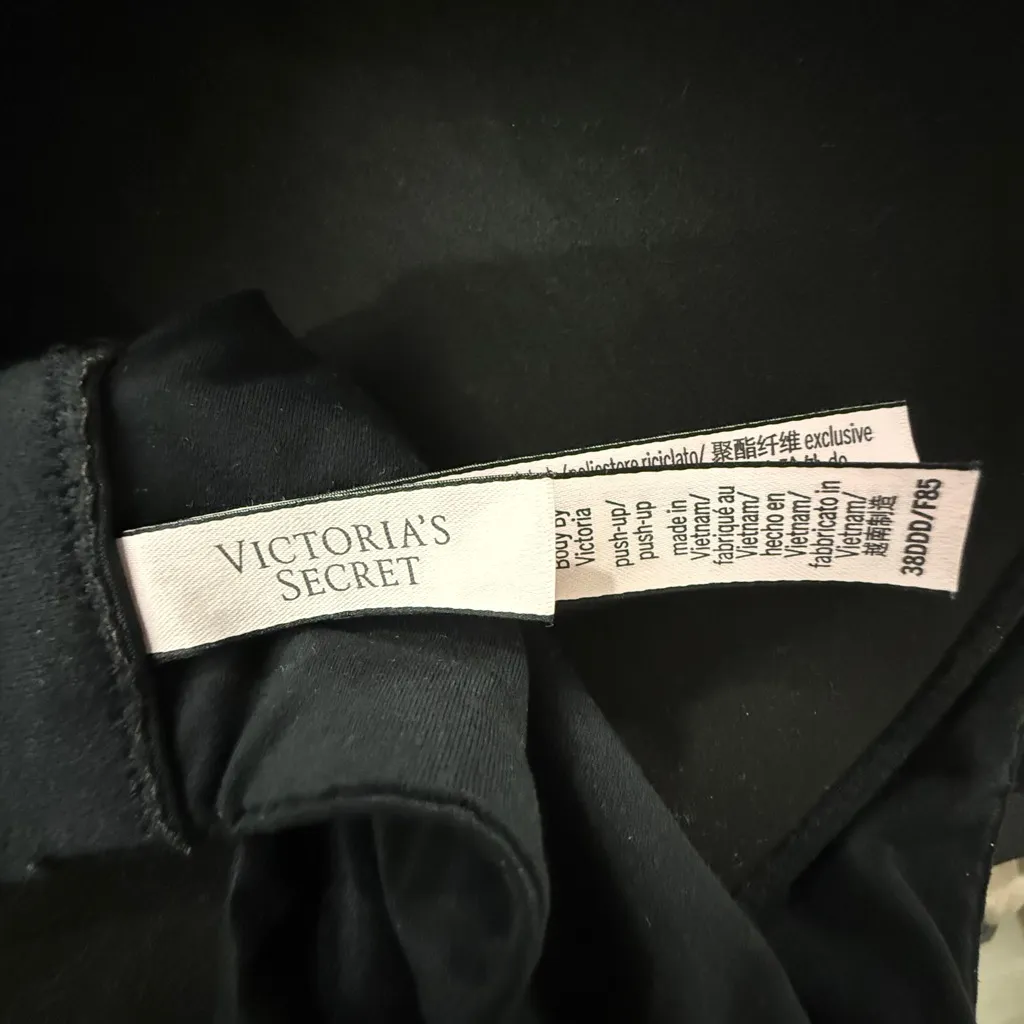 VICTORIA'S
SECRET
body by
Victoria
push-up/
push-up
made in
Vietnam/
fabriqué au
Vietnam/
hecho en
Vietnam/
fabbricato in
Vietnam/
越南制造
38DDD/F85
riciclato/ 聚酯纤维 exclusive